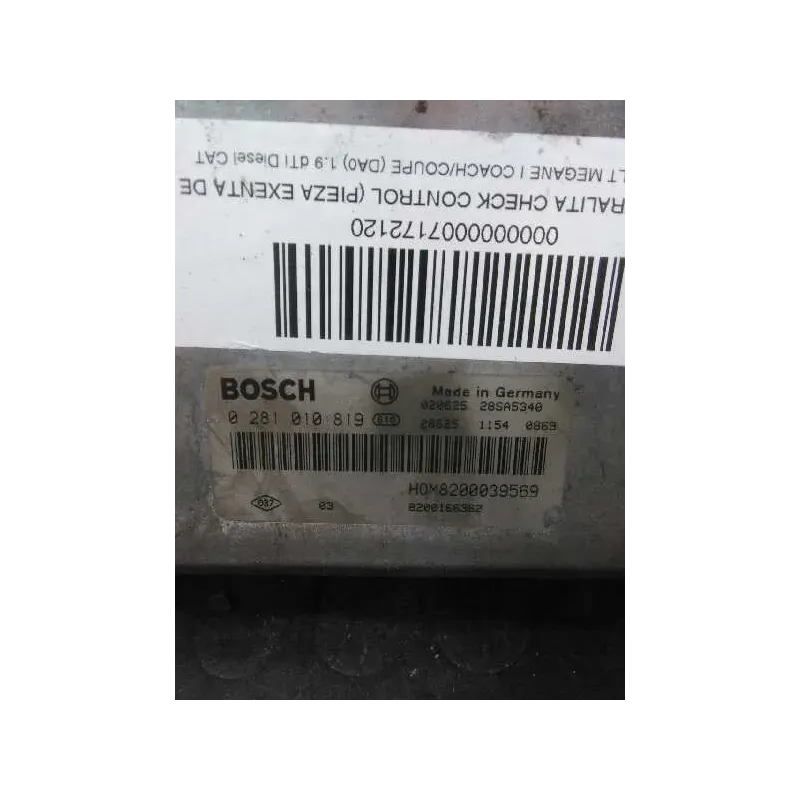 LT MEGANE I COACH/COUPE (DA0) 1.9 dTi Diesel CAT
RALITA CHECK CONTROL (PIEZA EXENTA DE
0000000007172120
BOSCH
Made in Germany
020625 28SA5340
0 281 010 819
28625 1154 0869
HOM8200039569
03
8200166362